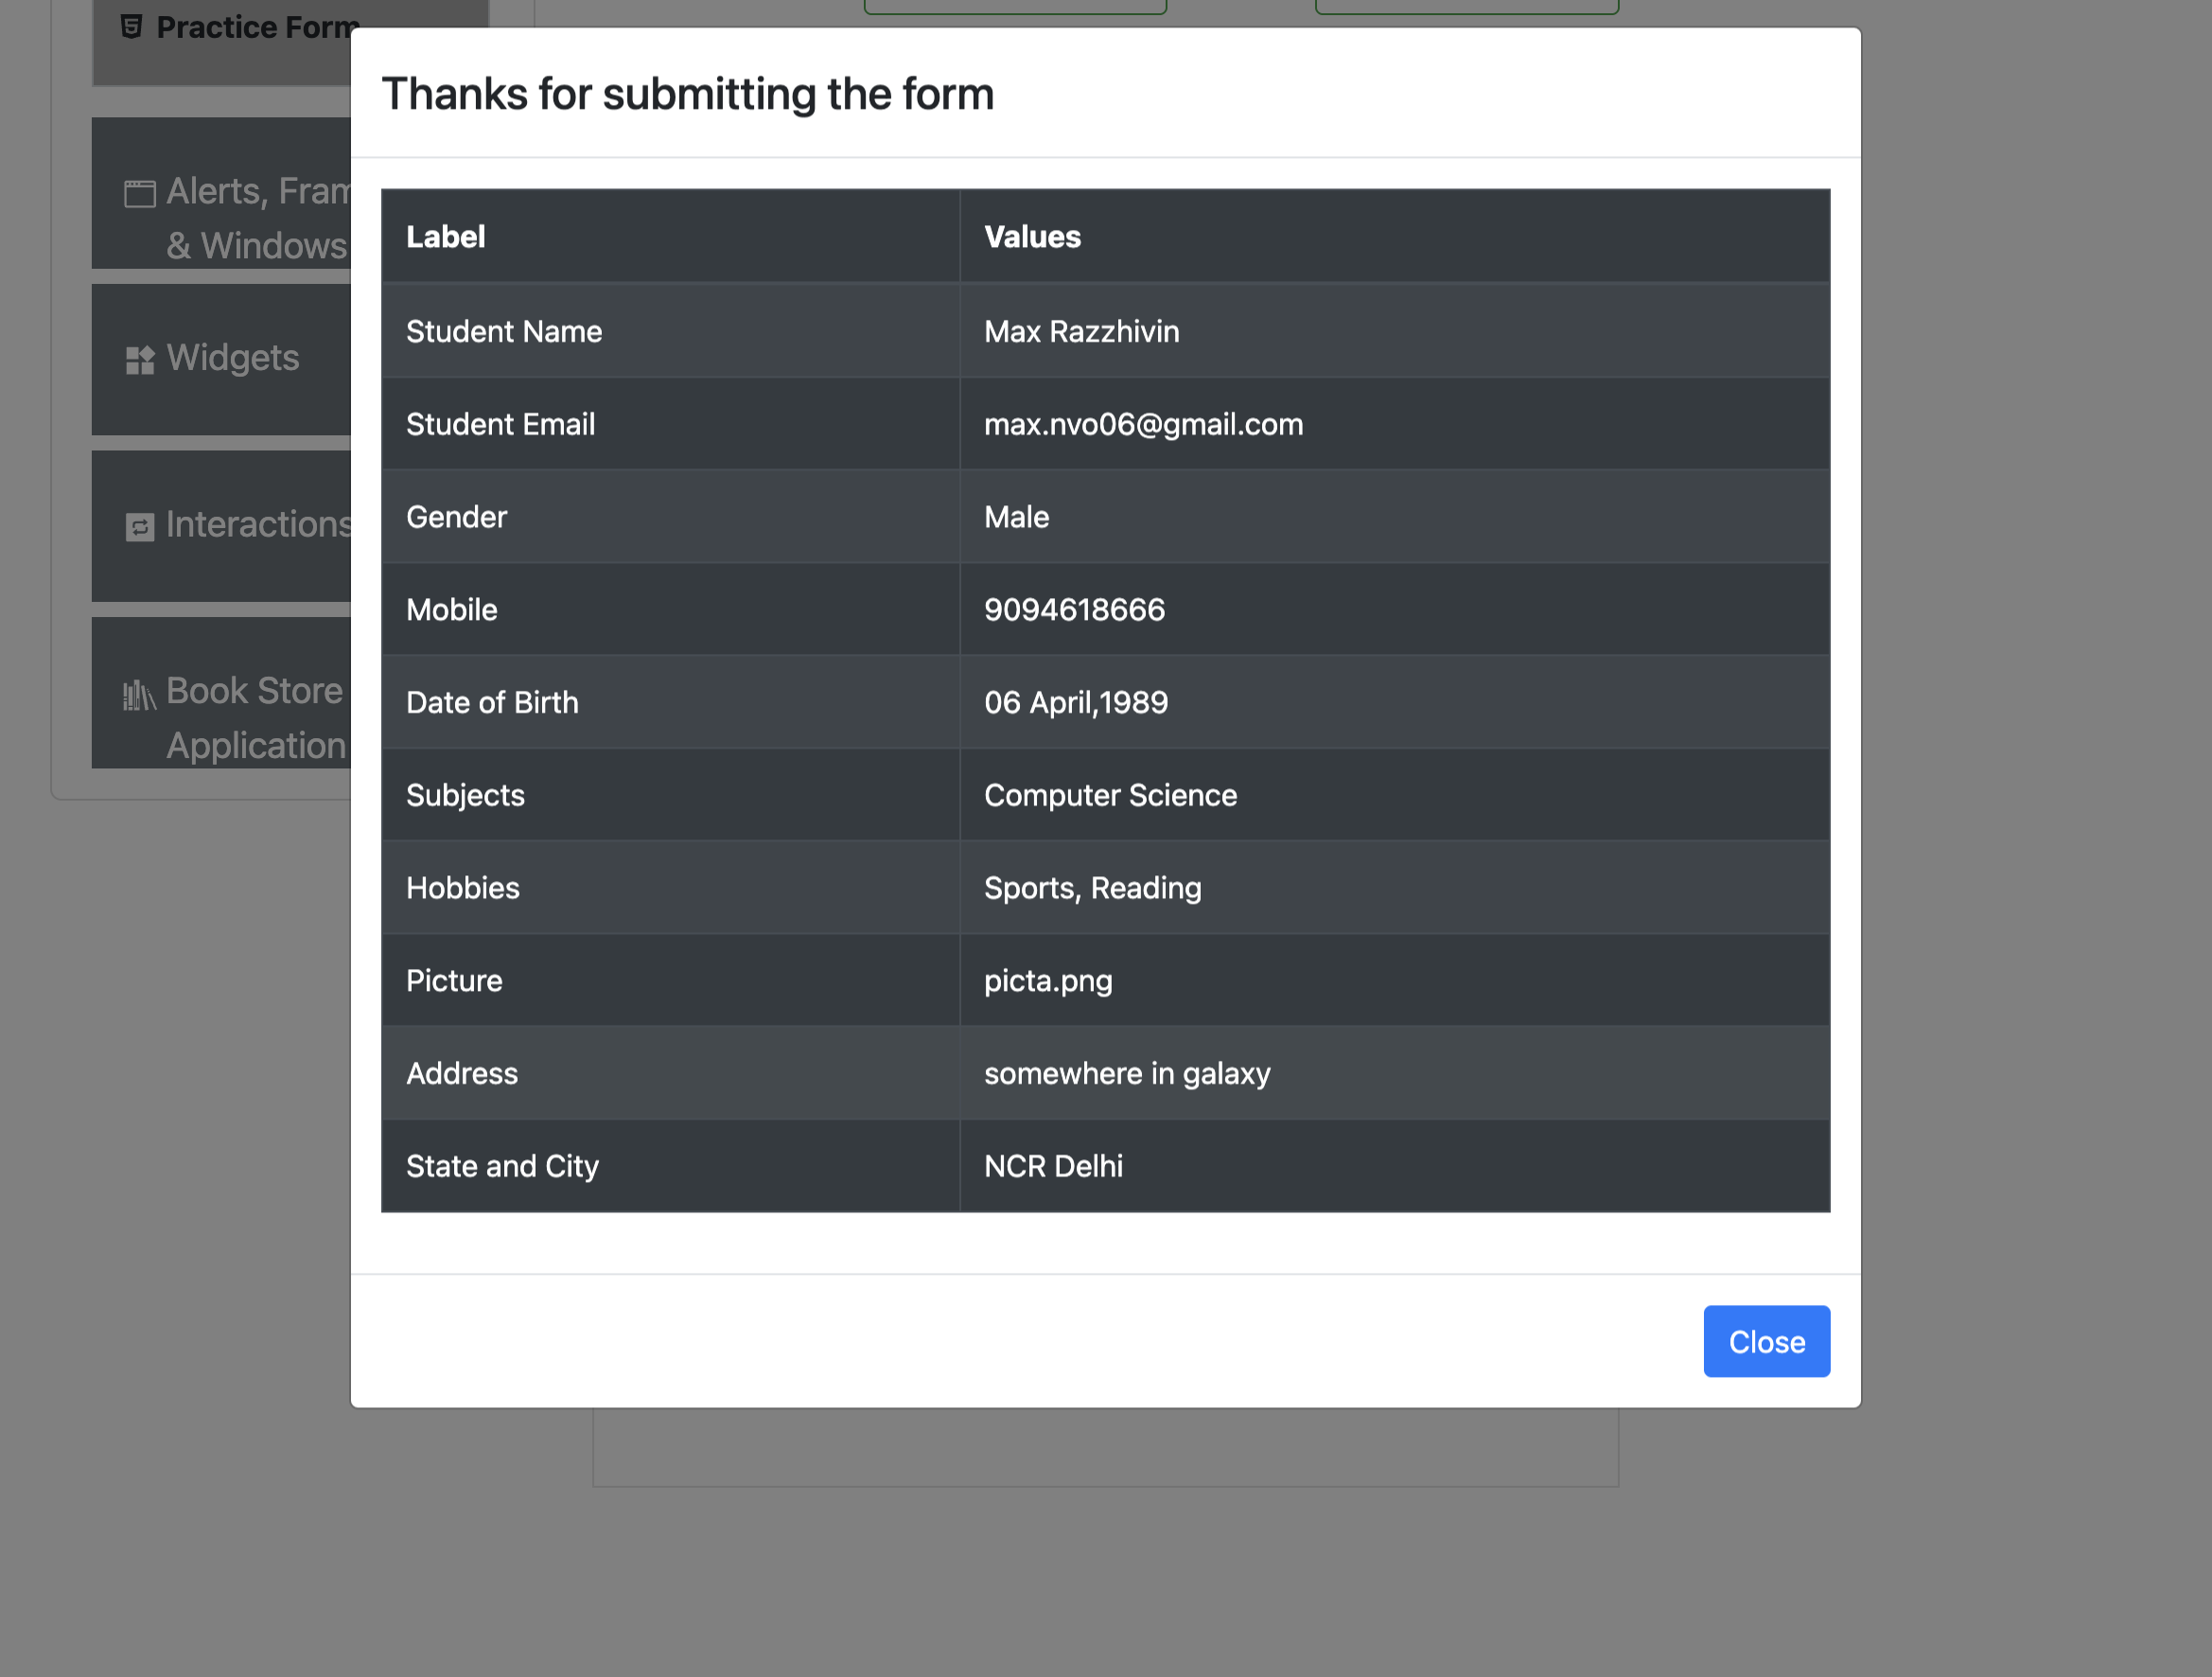 Practice Form
Thanks for submitting the form
Alerts, Fram
& Windows
Widgets
Interactions
Book Store
Application
Label Values
Student Name Max Razzhivin
Student Email max.nvo06@gmail.com
Gender Male
Mobile 9094618666
Date of Birth 06 April,1989
Subjects Computer Science
Hobbies Sports, Reading
Picture picta.png
Address somewhere in galaxy
State and City NCR Delhi
Close